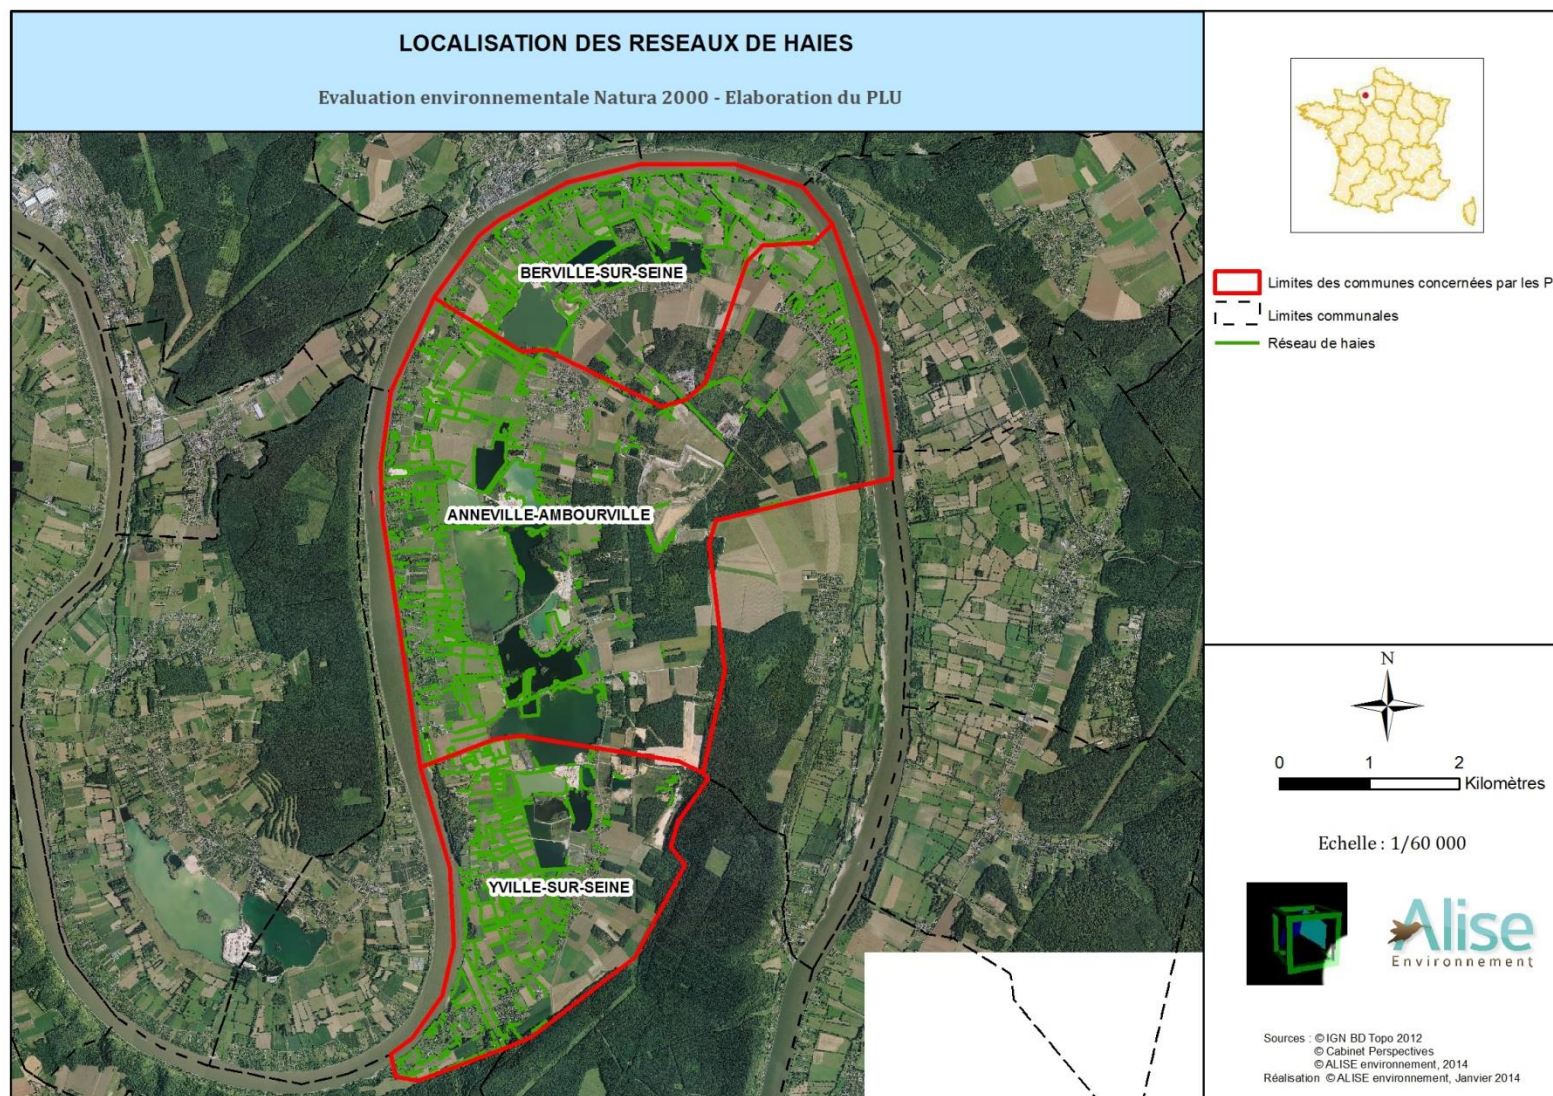 LOCALISATION DES RESEAUX DE HAIES
Evaluation environnementale Natura 2000 - Elaboration du PLU
BERVILLE-SUR-SEINE
ANNEVILLE-AMBOURVILLE
YVILLE-SUR-SEINE
Limites des communes concernées par les P
Limites communales
Réseau de haies
N
0 1 2
Kilomètres
Echelle : 1/60 000
Alise
Environnement
Sources : © IGN BD Topo 2012
© Cabinet Perspectives
© ALISE environnement, 2014
Réalisation © ALISE environnement, Janvier 2014